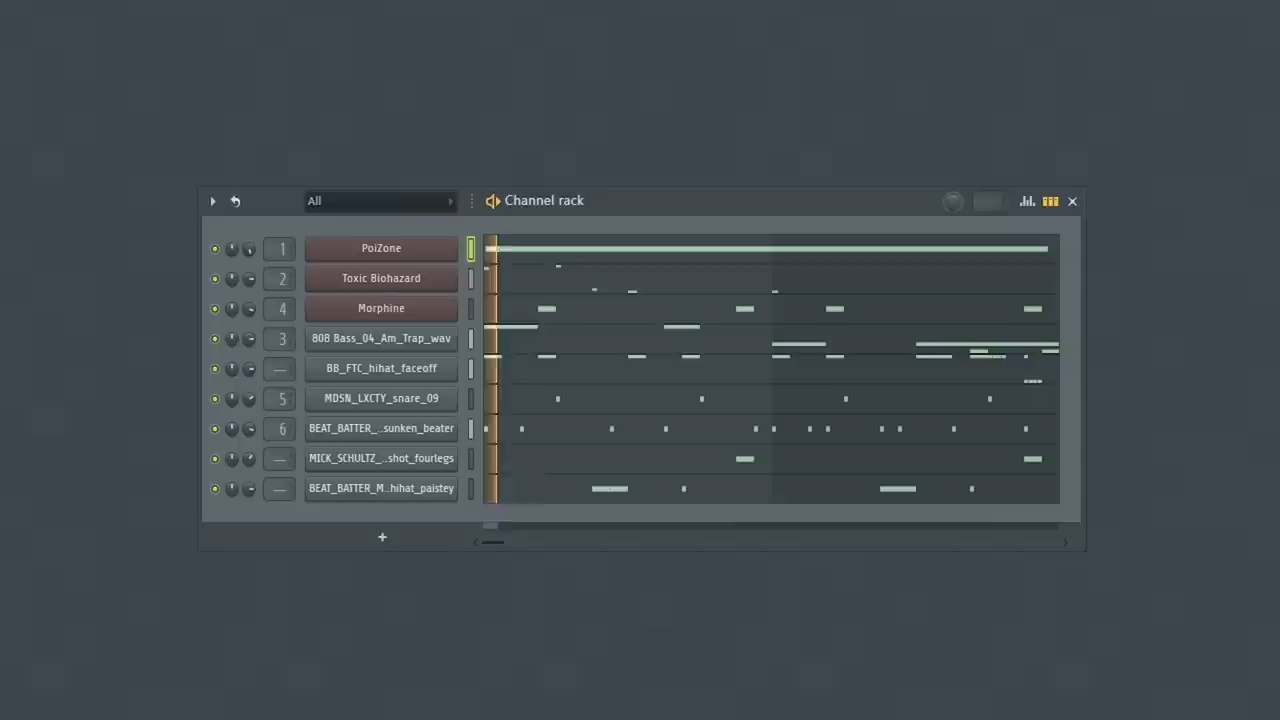 All Channel rack
1 PoiZone
2 Toxic Biohazard
4 Morphine
3 808 Bass_04_Am_Trap_wav
— BB_FTC_hihat_faceoff
5 MDSN_LXCTY_snare_09
6 BEAT_BATTER_..sunken_beater
— MICK_SCHULTZ_..shot_fourlegs
— BEAT_BATTER_M..hihat_paistey
+